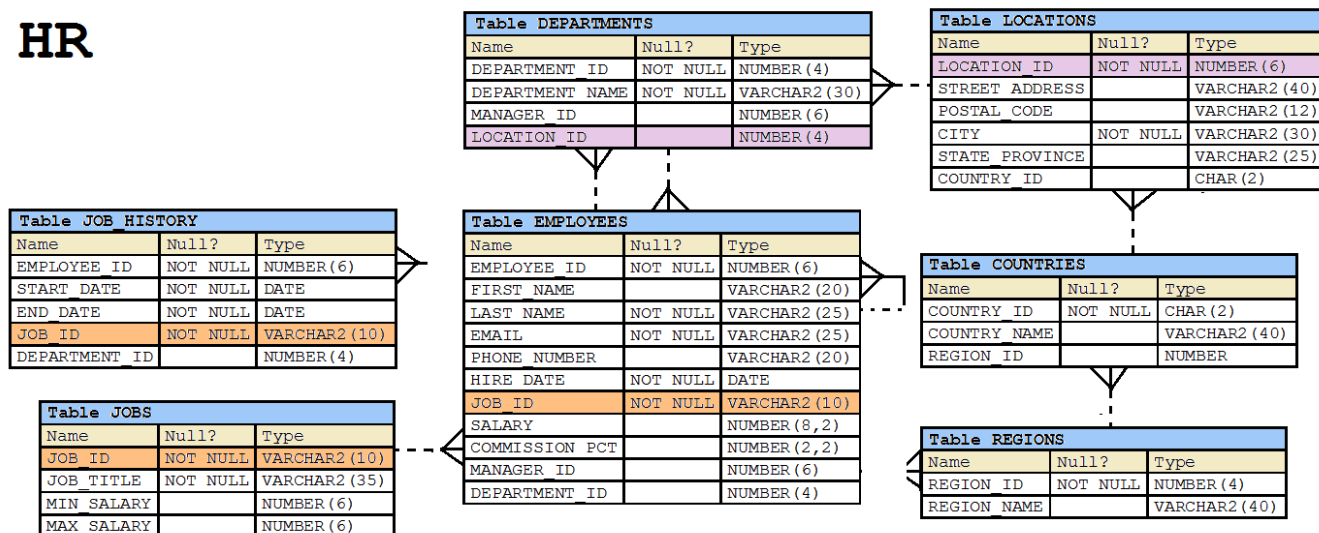 HR
Table DEPARTMENTS
Name Null? Type
DEPARTMENT_ID NOT NULL NUMBER(4)
DEPARTMENT_NAME NOT NULL VARCHAR2(30)
MANAGER_ID NUMBER(6)
LOCATION_ID NUMBER(4)
Table LOCATIONS
Name Null? Type
LOCATION_ID NOT NULL NUMBER(6)
STREET_ADDRESS VARCHAR2(40)
POSTAL_CODE VARCHAR2(12)
CITY NOT NULL VARCHAR2(30)
STATE_PROVINCE VARCHAR2(25)
COUNTRY_ID CHAR(2)
Table JOB_HISTORY
Name Null? Type
EMPLOYEE_ID NOT NULL NUMBER(6)
START_DATE NOT NULL DATE
END_DATE NOT NULL DATE
JOB_ID NOT NULL VARCHAR2(10)
DEPARTMENT_ID NUMBER(4)
Table EMPLOYEES
Name Null? Type
EMPLOYEE_ID NOT NULL NUMBER(6)
FIRST_NAME VARCHAR2(20)
LAST_NAME NOT NULL VARCHAR2(25)
EMAIL NOT NULL VARCHAR2(25)
PHONE_NUMBER VARCHAR2(20)
HIRE_DATE NOT NULL DATE
JOB_ID NOT NULL VARCHAR2(10)
SALARY NUMBER(8,2)
COMMISSION_PCT NUMBER(2,2)
MANAGER_ID NUMBER(6)
DEPARTMENT_ID NUMBER(4)
Table COUNTRIES
Name Null? Type
COUNTRY_ID NOT NULL CHAR(2)
COUNTRY_NAME VARCHAR2(40)
REGION_ID NUMBER
Table JOBS
Name Null? Type
JOB_ID NOT NULL VARCHAR2(10)
JOB_TITLE NOT NULL VARCHAR2(35)
MIN_SALARY NUMBER(6)
MAX_SALARY NUMBER(6)
Table REGIONS
Name Null? Type
REGION_ID NOT NULL NUMBER(4)
REGION_NAME VARCHAR2(40)